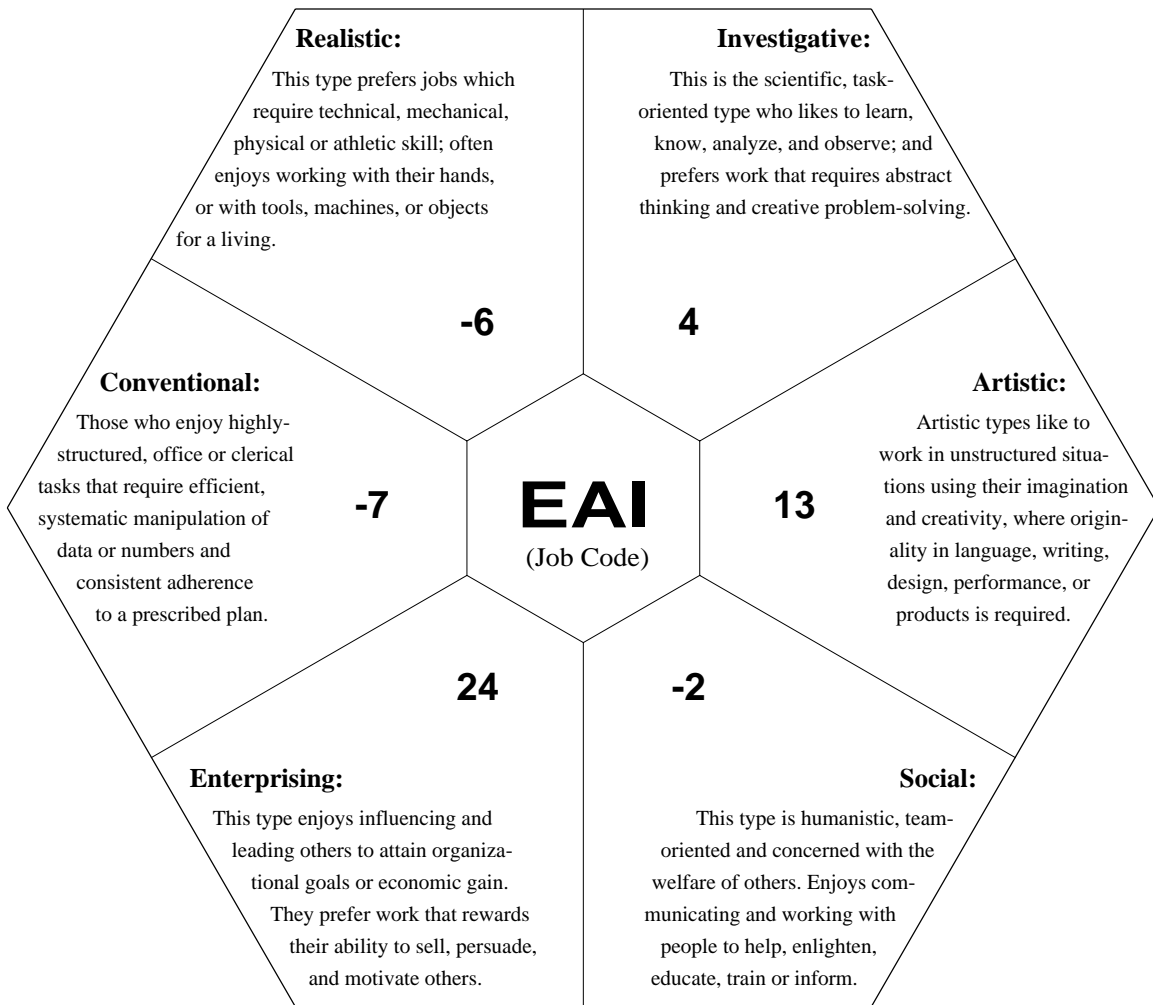 Realistic:
This type prefers jobs which
require technical, mechanical,
physical or athletic skill; often
enjoys working with their hands,
or with tools, machines, or objects
for a living.
-6
Investigative:
This is the scientific, task-
oriented type who likes to learn,
know, analyze, and observe; and
prefers work that requires abstract
thinking and creative problem-solving.
4
Conventional:
Those who enjoy highly-
structured, office or clerical
tasks that require efficient,
systematic manipulation of
data or numbers and
consistent adherence
to a prescribed plan.
-7
EAI
(Job Code)
13
Artistic:
Artistic types like to
work in unstructured situa-
tions using their imagination
and creativity, where origin-
ality in language, writing,
design, performance, or
products is required.
24
Enterprising:
This type enjoys influencing and
leading others to attain organiza-
tional goals or economic gain.
They prefer work that rewards
their ability to sell, persuade,
and motivate others.
-2
Social:
This type is humanistic, team-
oriented and concerned with the
welfare of others. Enjoys com-
municating and working with
people to help, enlighten,
educate, train or inform.